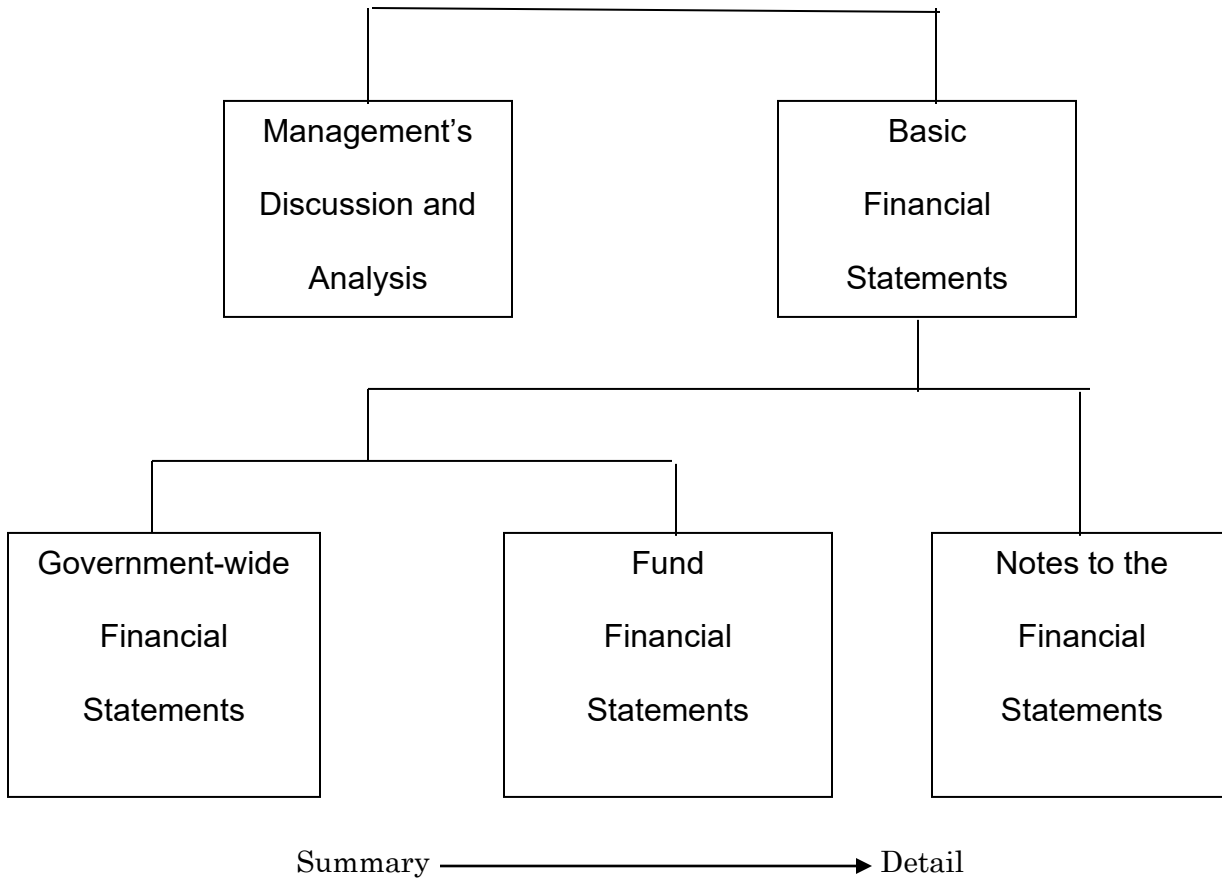 Management’s
Discussion and
Analysis
Basic
Financial
Statements
Government-wide
Financial
Statements
Fund
Financial
Statements
Notes to the
Financial
Statements
Summary
Detail